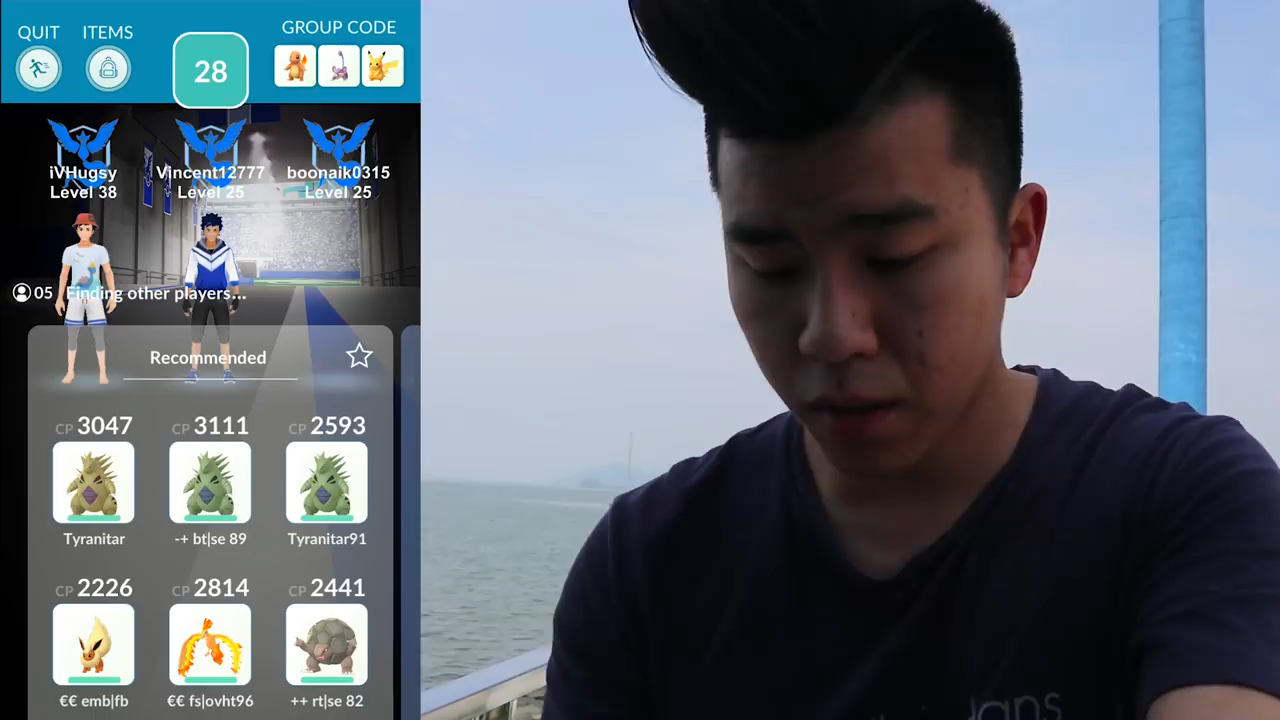 QUIT
ITEMS
28
GROUP CODE
iVHugsy
Level 38
Vincent12777
Level 25
boonaik0315
Level 25
05
Finding other players...
Recommended
CP 3047
CP 3111
CP 2593
Tyranitar
-+ bt|se 89
Tyranitar91
CP 2226
CP 2814
CP 2441
€€ emb|fb
€€ fs|ovht96
++ rt|se 82